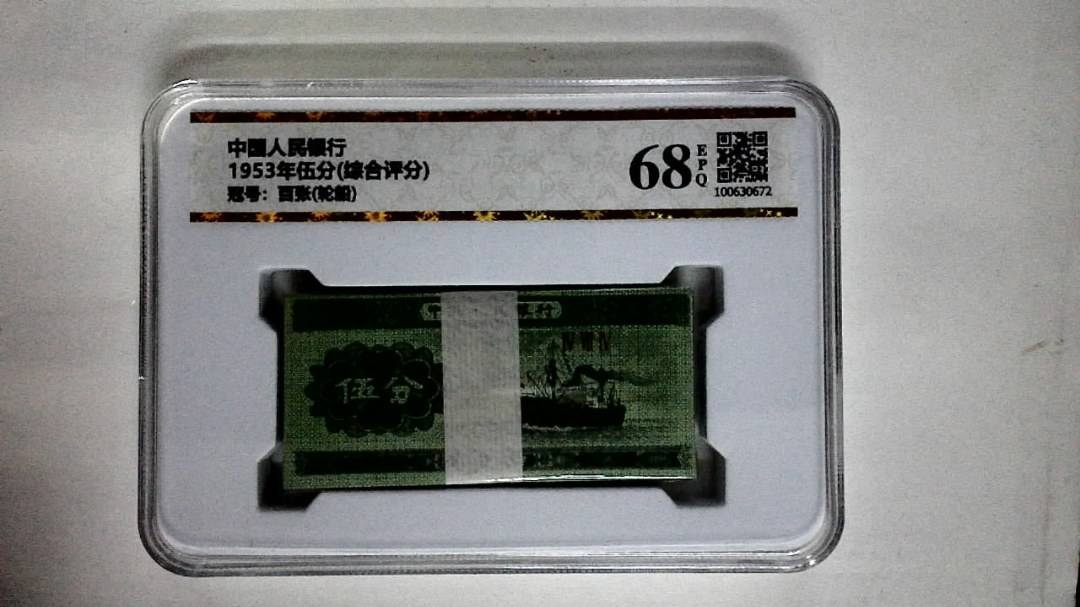 中国人民银行
1953年伍分(综合评分)
冠号：百张(轮船)
68
EPQ
100630672
伍分